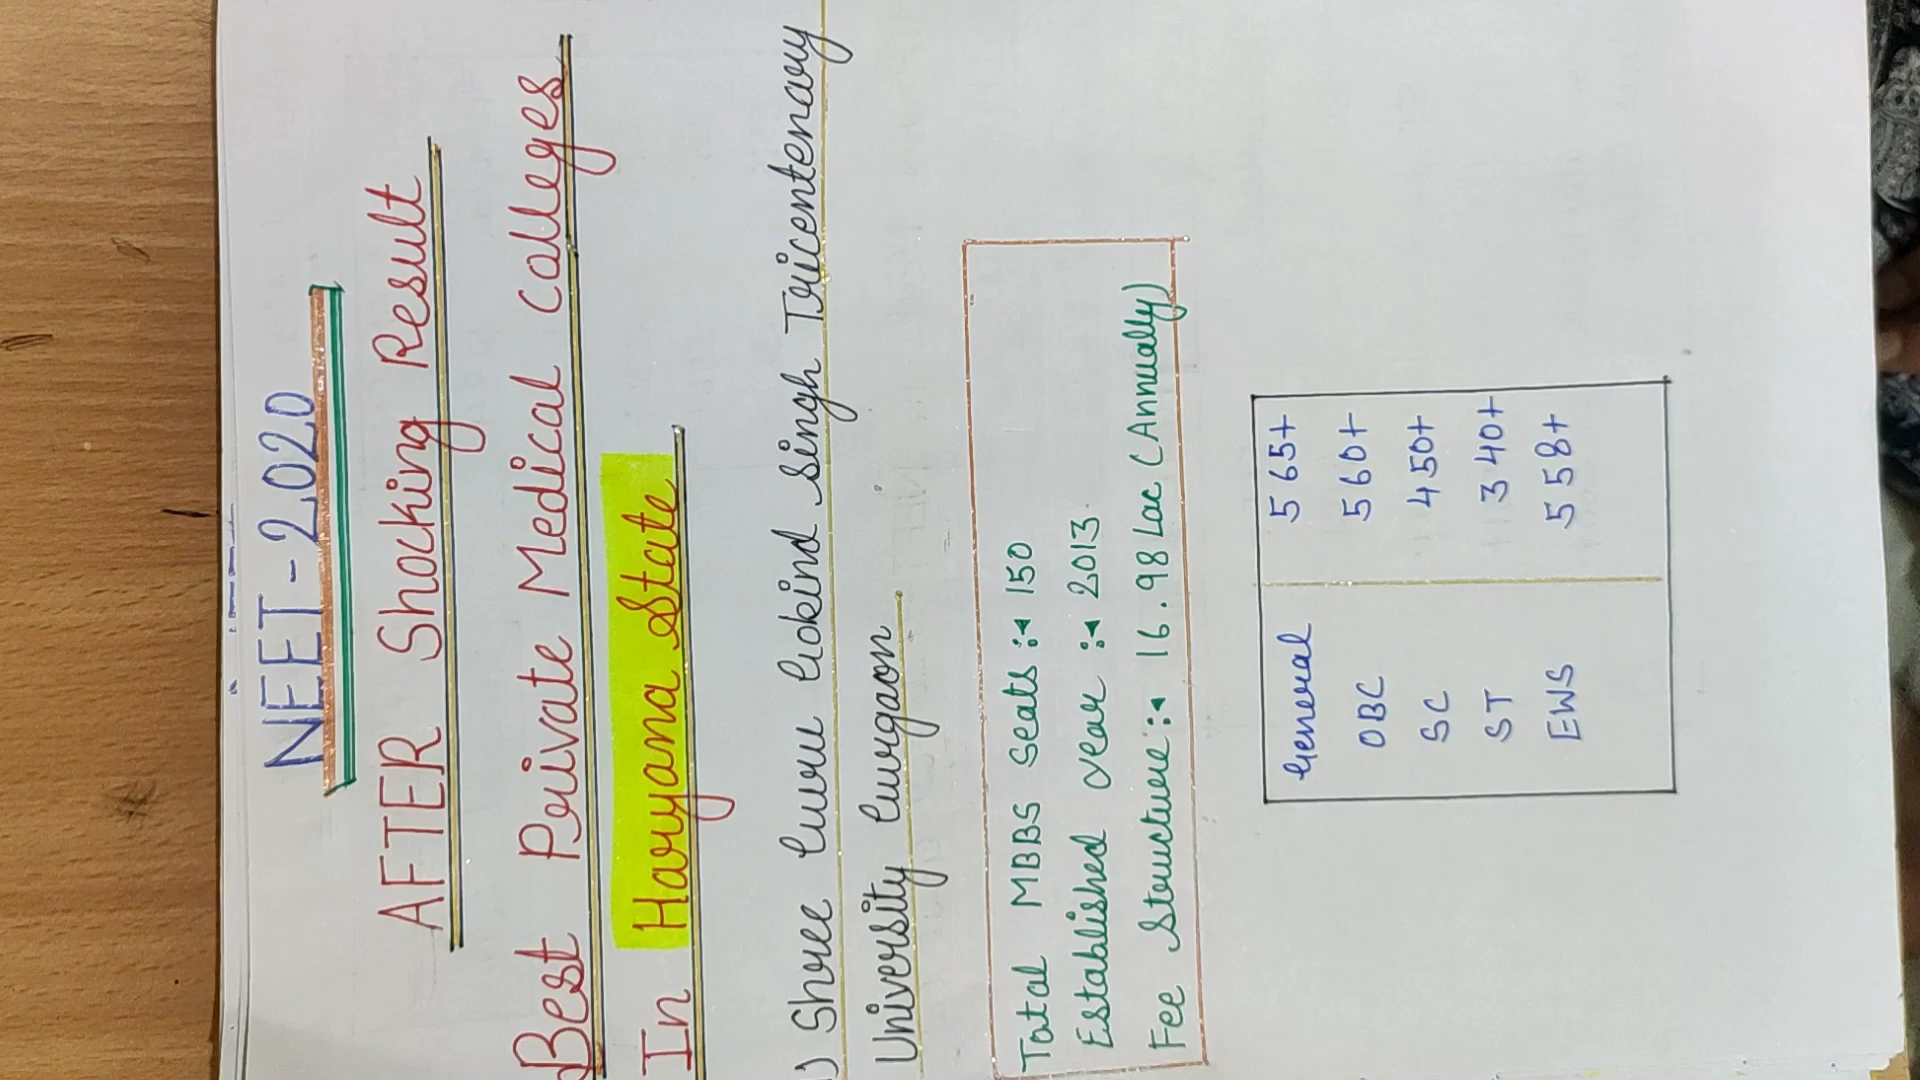 NEET-2020
AFTER Shocking Result
Best Private Medical Colleges
In Haryana State
1) Shree Guru Gobind Singh Tricentenary
University Gurgaon
Total MBBS Seats :- 150
Established year :- 2013
Fee Structure :- 16.98 Lac (Annually)
General 565+
OBC 560+
SC 450+
ST 340+
EWS 558+